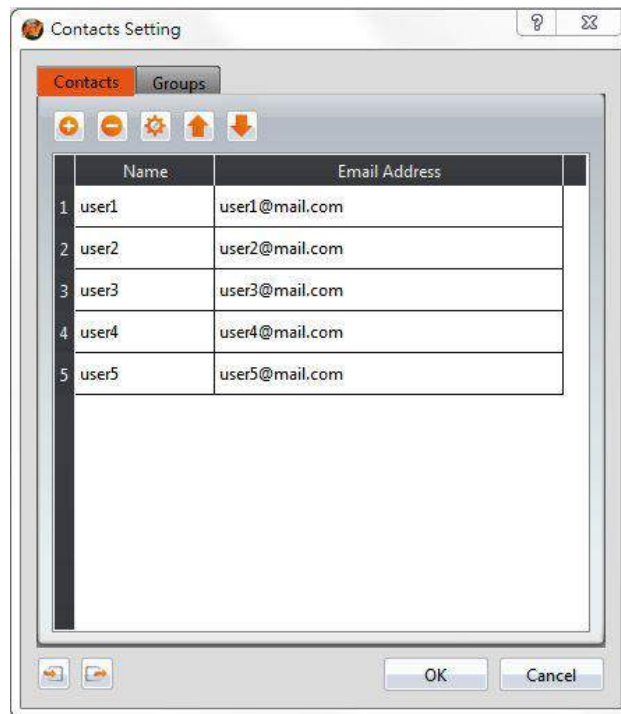 Contacts Setting
Contacts Groups
Name Email Address
1 user1 user1@mail.com
2 user2 user2@mail.com
3 user3 user3@mail.com
4 user4 user4@mail.com
5 user5 user5@mail.com
OK Cancel